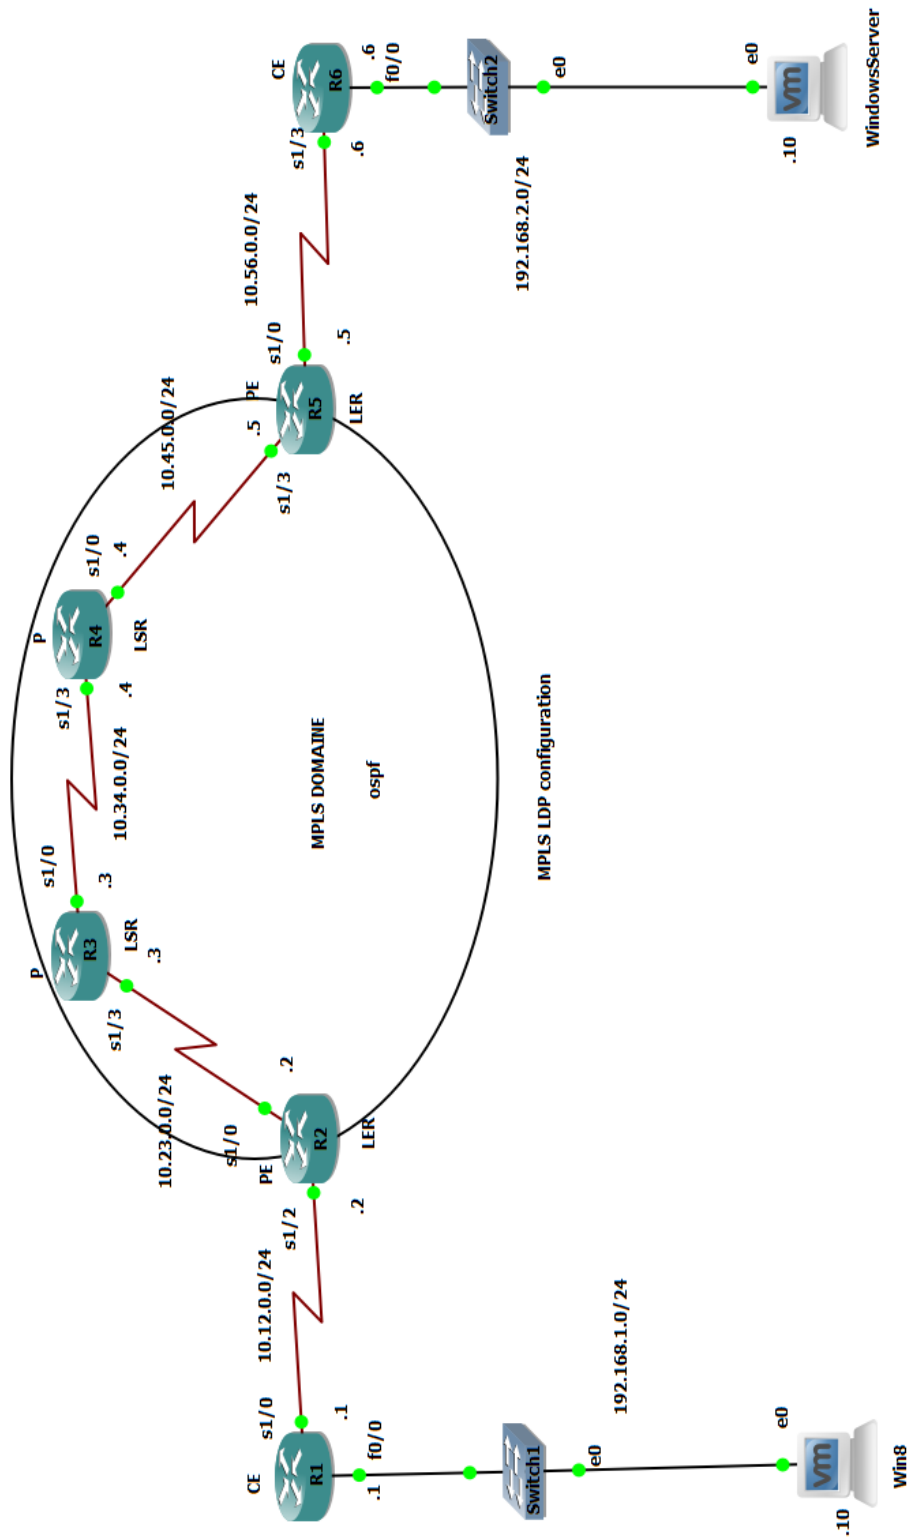 P
R3
s1/0
.3
LSR
.3
s1/3
10.34.0.0/24
P
s1/3
.4
R4
LSR
s1/0
.4
10.23.0.0/24
s1/0
.2
PE
R2
LER
s1/2
.2
10.45.0.0/24
.5
PE
s1/3
R5
LER
s1/0
.5
10.56.0.0/24
s1/3
.6
CE
R6
.6
f0/0
10.12.0.0/24
CE
s1/0
.1
R1
.1
f0/0
MPLS DOMAINE
ospf
Switch1
e0
192.168.1.0/24
e0
vm
.10
Win8
MPLS LDP configuration
192.168.2.0/24
Switch2
e0
e0
vm
.10
WindowsServer